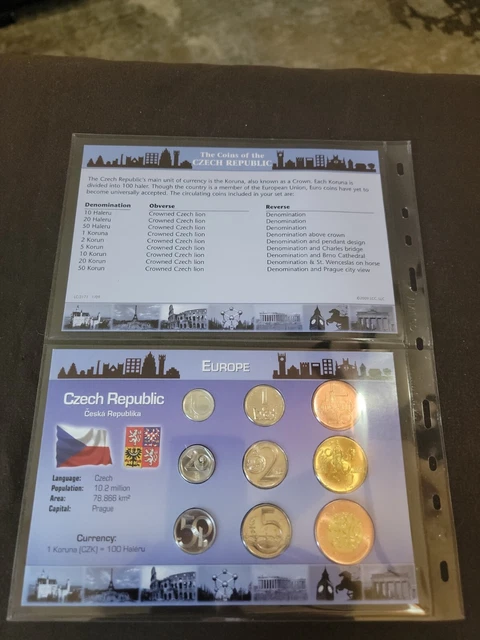 The Coins of the
CZECH REPUBLIC
The Czech Republic's main unit of currency is the Koruna, also known as a Crown. Each Koruna is
divided into 100 haler. Though the country is a member of the European Union, Euro coins have yet to
become universally accepted. The circulating coins included in your set are:
Denomination Obverse Reverse
10 Haleru Crowned Czech lion Denomination
20 Haleru Crowned Czech lion Denomination
50 Haleru Crowned Czech lion Denomination
1 Koruna Crowned Czech lion Denomination above crown
2 Korun Crowned Czech lion Denomination and pendant design
5 Korun Crowned Czech lion Denomination and Charles bridge
10 Korun Crowned Czech lion Denomination and Brno Cathedral
20 Korun Crowned Czech lion Denomination & St. Wenceslas on horse
50 Korun Crowned Czech lion Denomination and Prague city view
EUROPE
Czech Republic
Česká Republika
Language: Czech
Population: 10.2 million
Area: 78,866 km²
Capital: Prague
Currency:
1 Koruna (CZK) = 100 Haleru
1
20
2
50
5